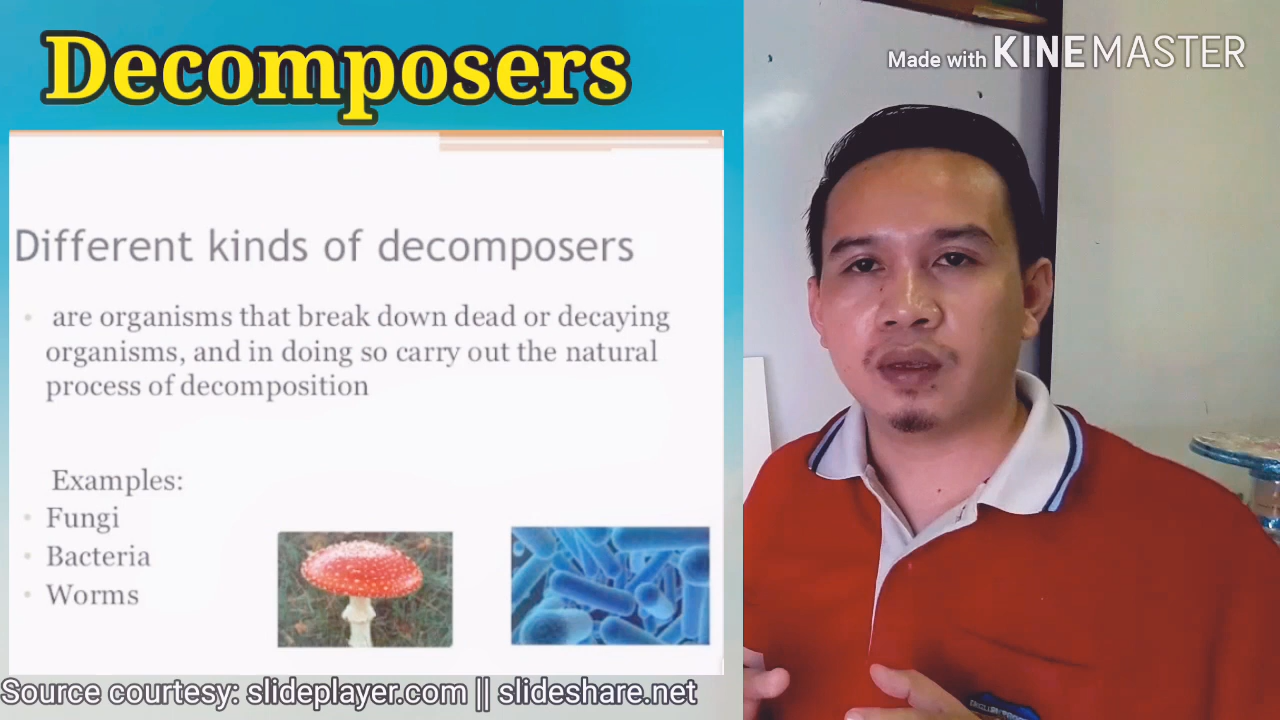 Decomposers
Made with KINEMASTER
Different kinds of decomposers
are organisms that break down dead or decaying
organisms, and in doing so carry out the natural
process of decomposition
Examples:
Fungi
Bacteria
Worms
Source courtesy: slideplayer.com || slideshare.net